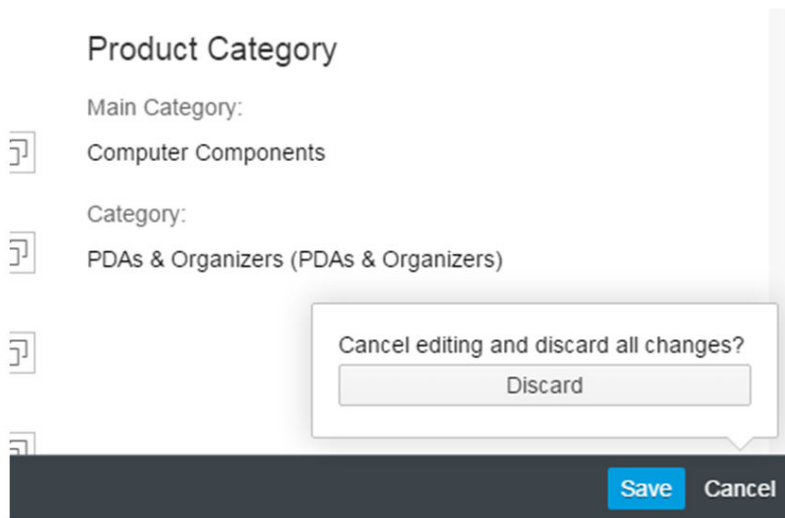 Product Category
Main Category:
Computer Components
Category:
PDAs & Organizers (PDAs & Organizers)
Cancel editing and discard all changes?
Discard
Save Cancel